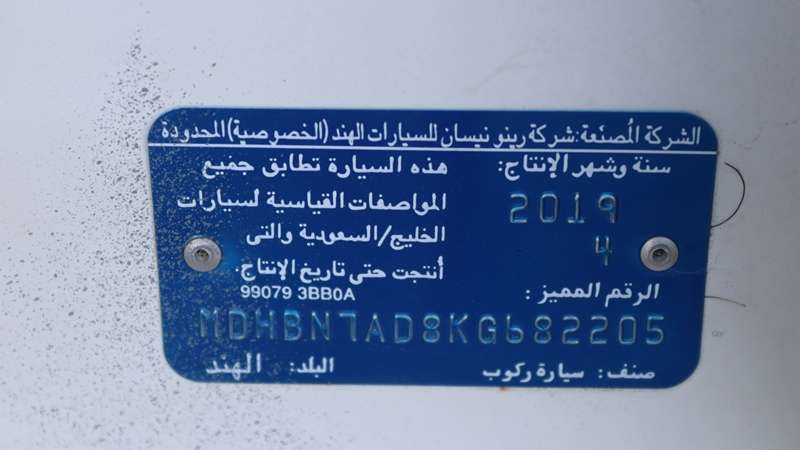 الشركة المُصنّعة: شركة رينو نيسان للسيارات الهند (الخصوصية) المحدودة
سنة وشهر الإنتاج:
2019
4
هذه السيارة تطابق جميع
المواصفات القياسية لسيارات
الخليج/السعودية والتى
أنتجت حتى تاريخ الإنتاج.
الرقم المميز :
99079 3BB0A
MDHBN7AD8KG682205
صنف: سيارة ركوب
البلد: الهند